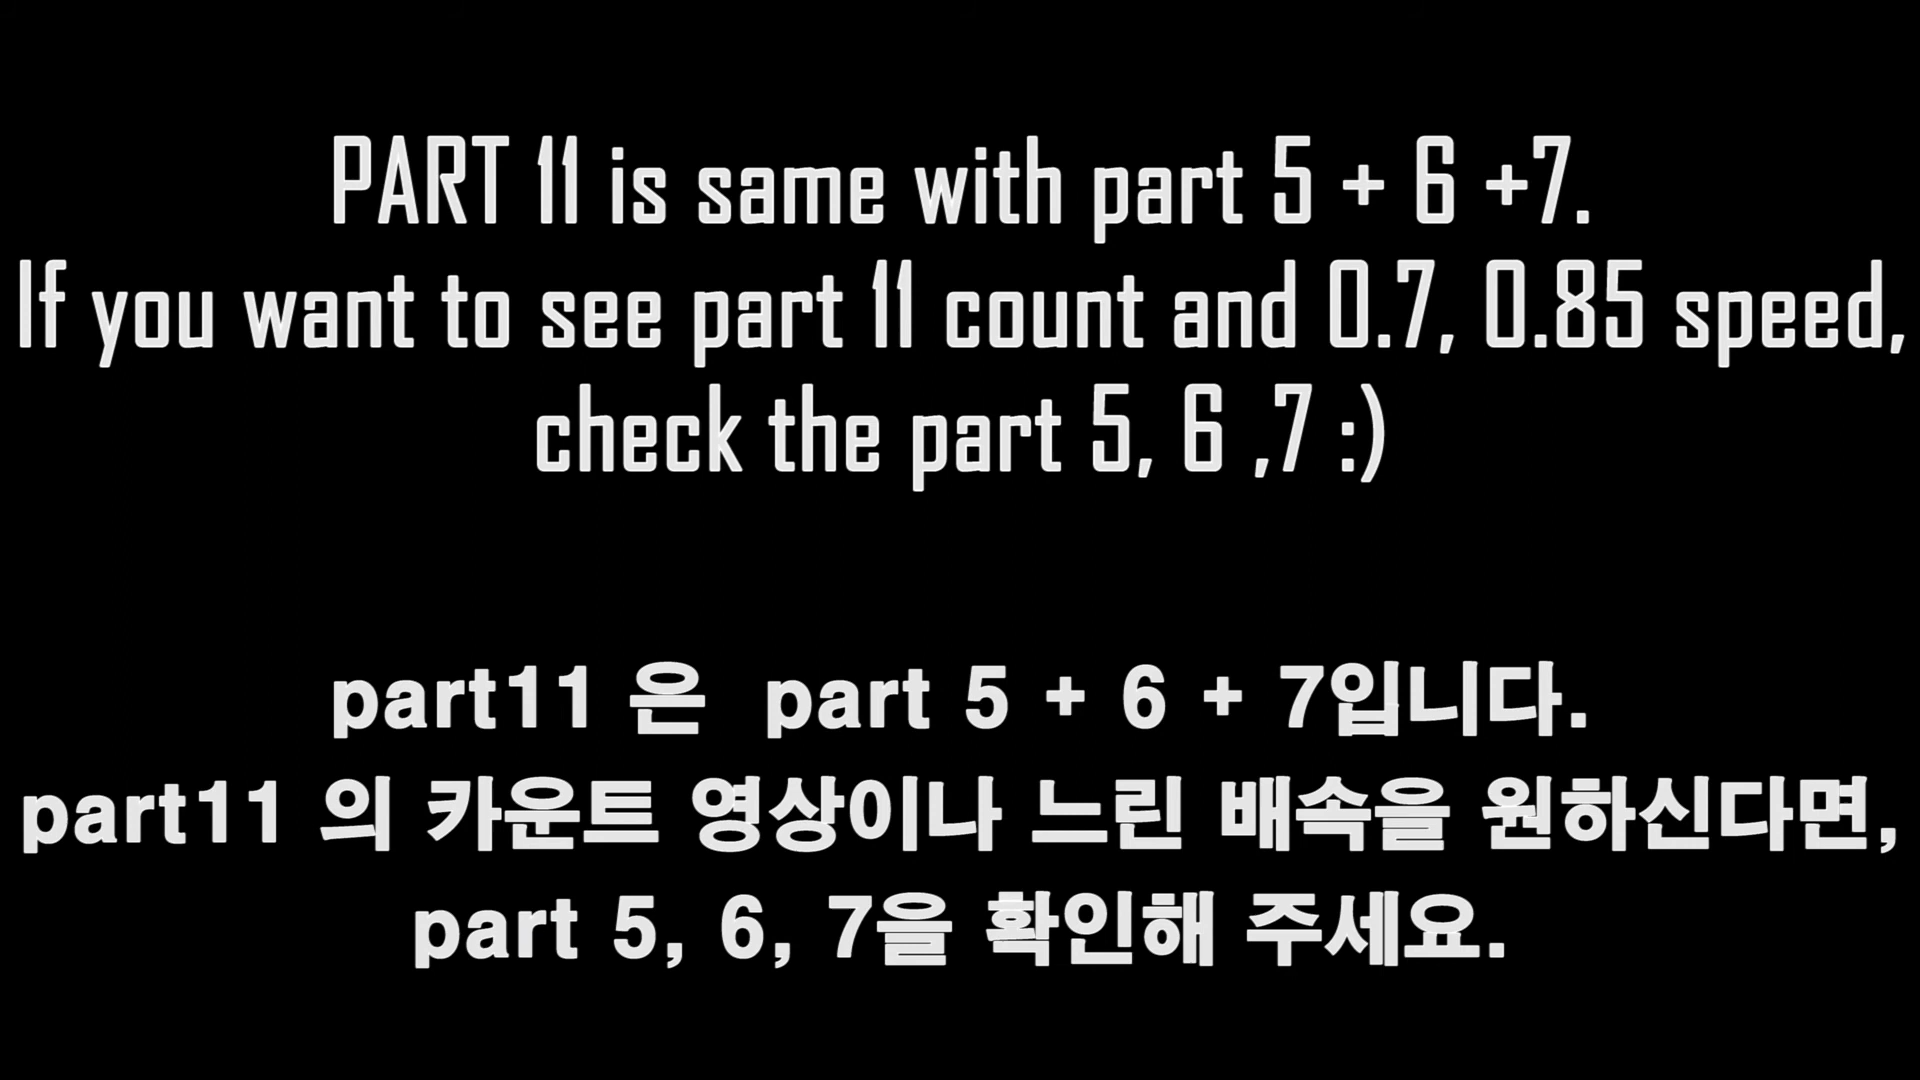 PART 11 is same with part 5 + 6 +7.
If you want to see part 11 count and 0.7, 0.85 speed,
check the part 5, 6 ,7 :)
part11 은 part 5 + 6 + 7입니다.
part11 의 카운트 영상이나 느린 배속을 원하신다면,
part 5, 6, 7을 확인해 주세요.